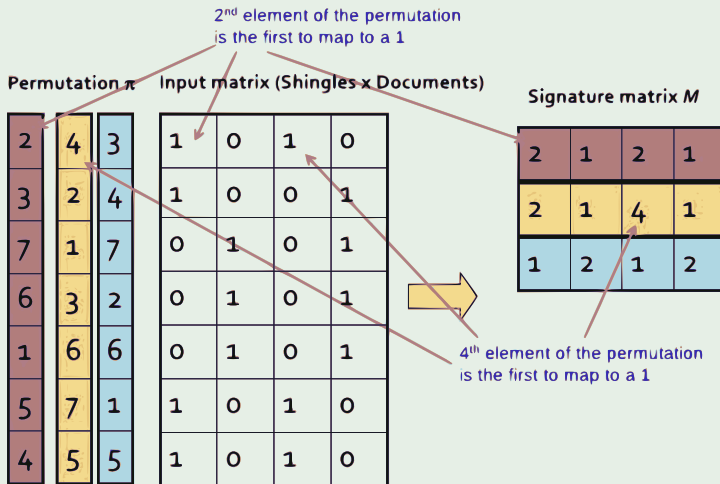 2nd element of the permutation
is the first to map to a 1
Permutation π
Input matrix (Shingles x Documents)
Signature matrix M
2 4 3 1 0 1 0
3 2 4 1 0 0 1
7 1 7 0 1 0 1
6 3 2 0 1 0 1
1 6 6 0 1 0 1
5 7 1 1 0 1 0
4 5 5 1 0 1 0
2 1 2 1
2 1 4 1
1 2 1 2
4th element of the permutation
is the first to map to a 1